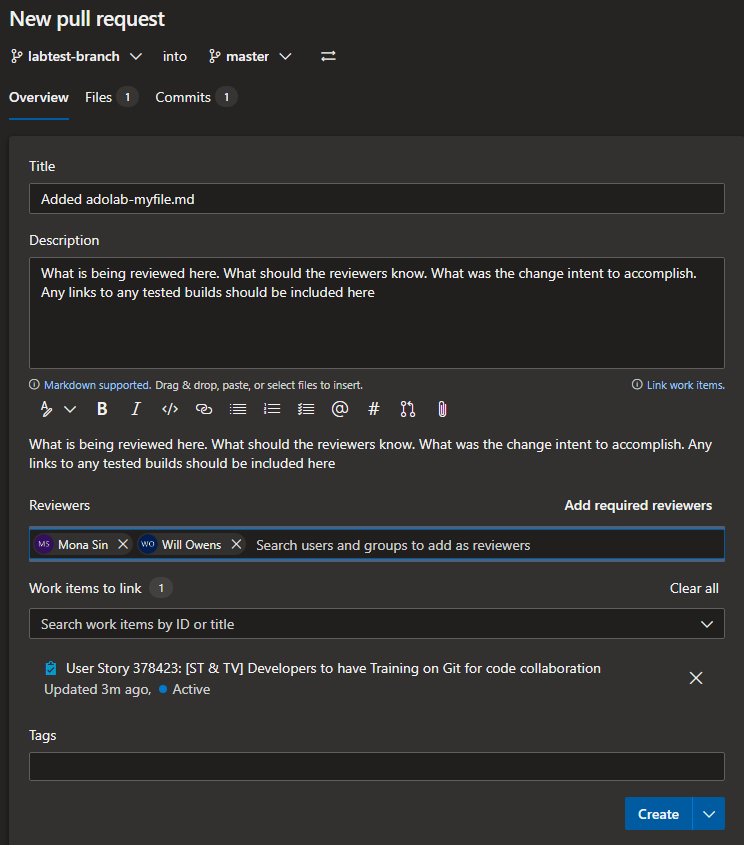 New pull request
labtest-branch into master
Overview Files 1 Commits 1
Title
Added adolab-myfile.md
Description
What is being reviewed here. What should the reviewers know. What was the change intent to accomplish.
Any links to any tested builds should be included here
Markdown supported. Drag & drop, paste, or select files to insert. Link work items.
B I </> @ #
What is being reviewed here. What should the reviewers know. What was the change intent to accomplish. Any
links to any tested builds should be included here
Reviewers Add required reviewers
MS Mona Sin WO Will Owens Search users and groups to add as reviewers
Work items to link 1 Clear all
Search work items by ID or title
User Story 378423: [ST & TV] Developers to have Training on Git for code collaboration
Updated 3m ago, Active
Tags
Create